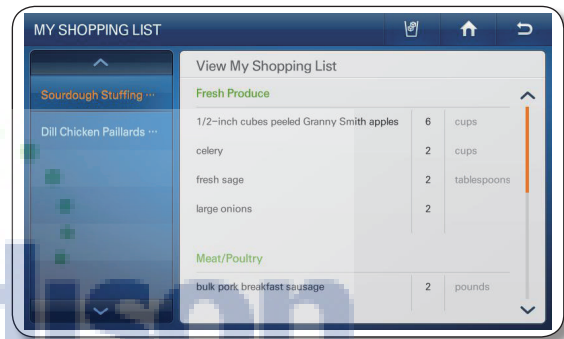 MY SHOPPING LIST
Sourdough Stuffing ···
Dill Chicken Paillards ···
View My Shopping List
Fresh Produce
1/2-inch cubes peeled Granny Smith apples 6 cups
celery 2 cups
fresh sage 2 tablespoons
large onions 2
Meat/Poultry
bulk pork breakfast sausage 2 pounds